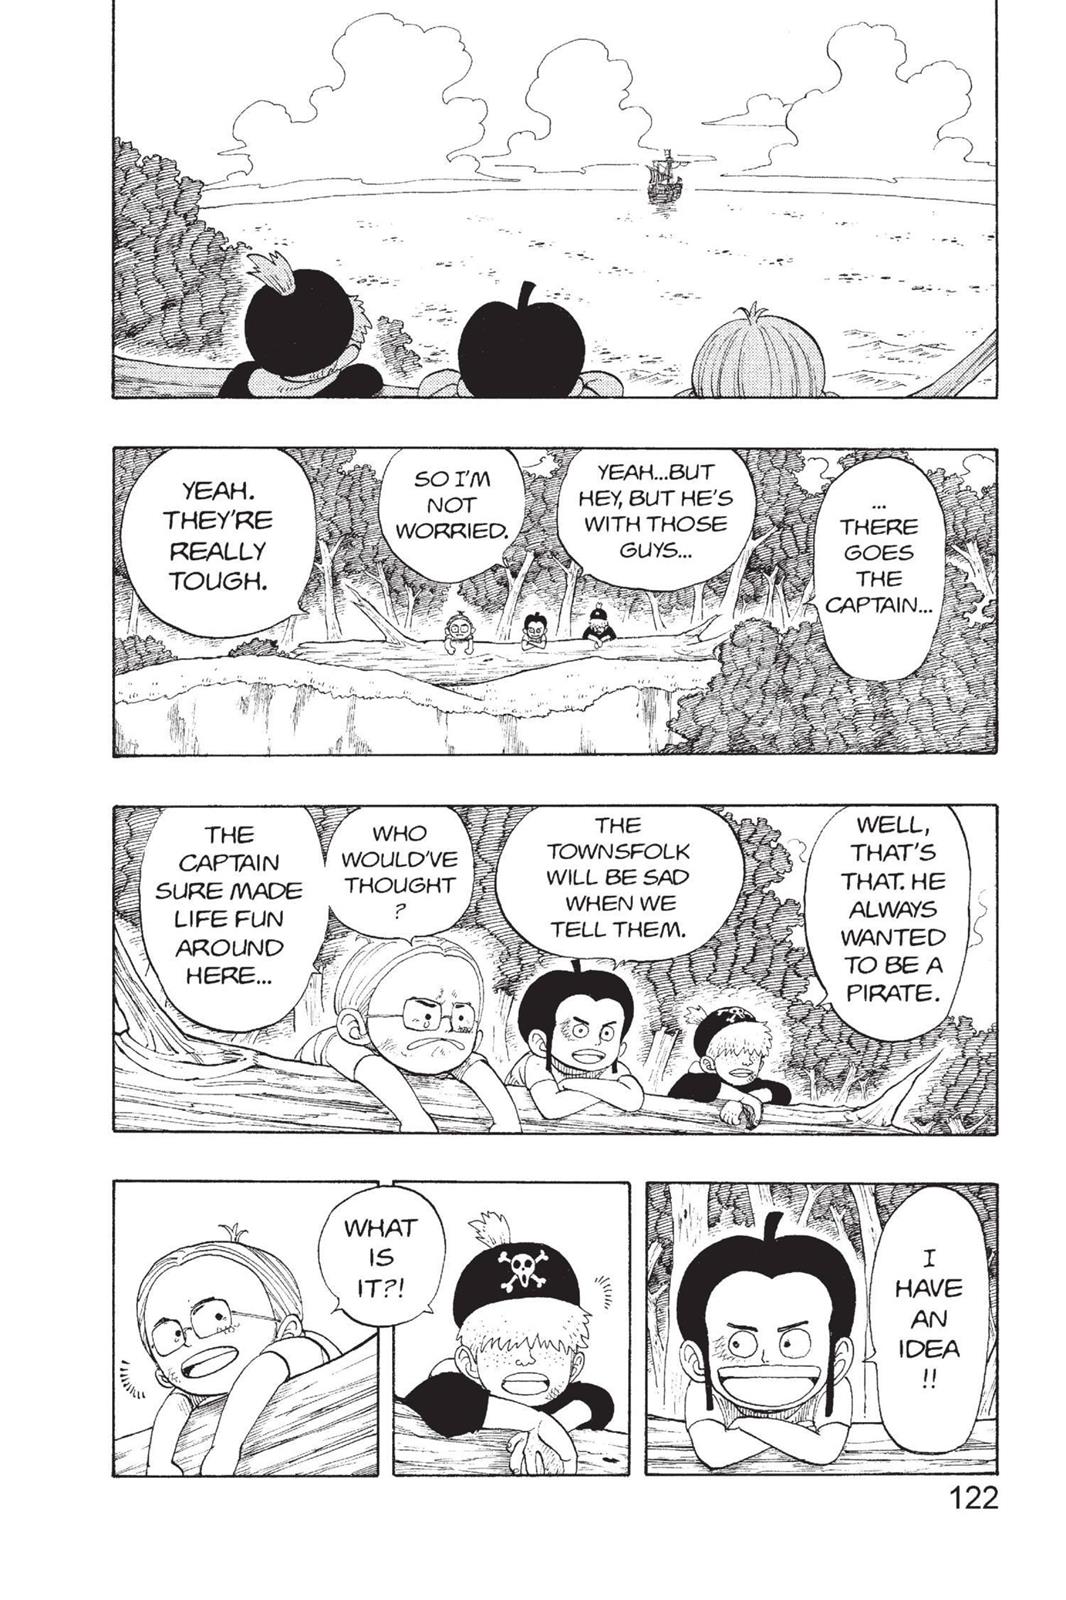 ...
THERE
GOES
THE
CAPTAIN...
YEAH...BUT
HEY, BUT HE'S
WITH THOSE
GUYS...
SO I'M
NOT
WORRIED.
YEAH.
THEY'RE
REALLY
TOUGH.
WELL,
THAT'S
THAT. HE
ALWAYS
WANTED
TO BE A
PIRATE.
THE
TOWNSFOLK
WILL BE SAD
WHEN WE
TELL THEM.
WHO
WOULD'VE
THOUGHT
?
THE
CAPTAIN
SURE MADE
LIFE FUN
AROUND
HERE...
I
HAVE
AN
IDEA
!!
WHAT
IS
IT?!
122